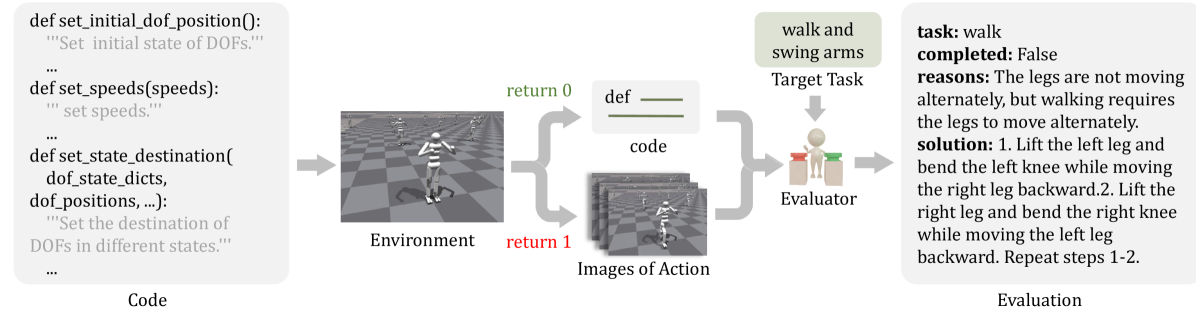 def set_initial_dof_position():
'''Set initial state of DOFs.'''
...
def set_speeds(speeds):
''' set speeds.'''
...
def set_state_destination(
dof_state_dicts,
dof_positions, ...):
'''Set the destination of
DOFs in different states.'''
...
Code
Environment
return 0
return 1
def
code
Images of Action
walk and
swing arms
Target Task
Evaluator
task: walk
completed: False
reasons: The legs are not moving
alternately, but walking requires
the legs to move alternately.
solution: 1. Lift the left leg and
bend the left knee while moving
the right leg backward.2. Lift the
right leg and bend the right knee
while moving the left leg
backward. Repeat steps 1-2.
Evaluation